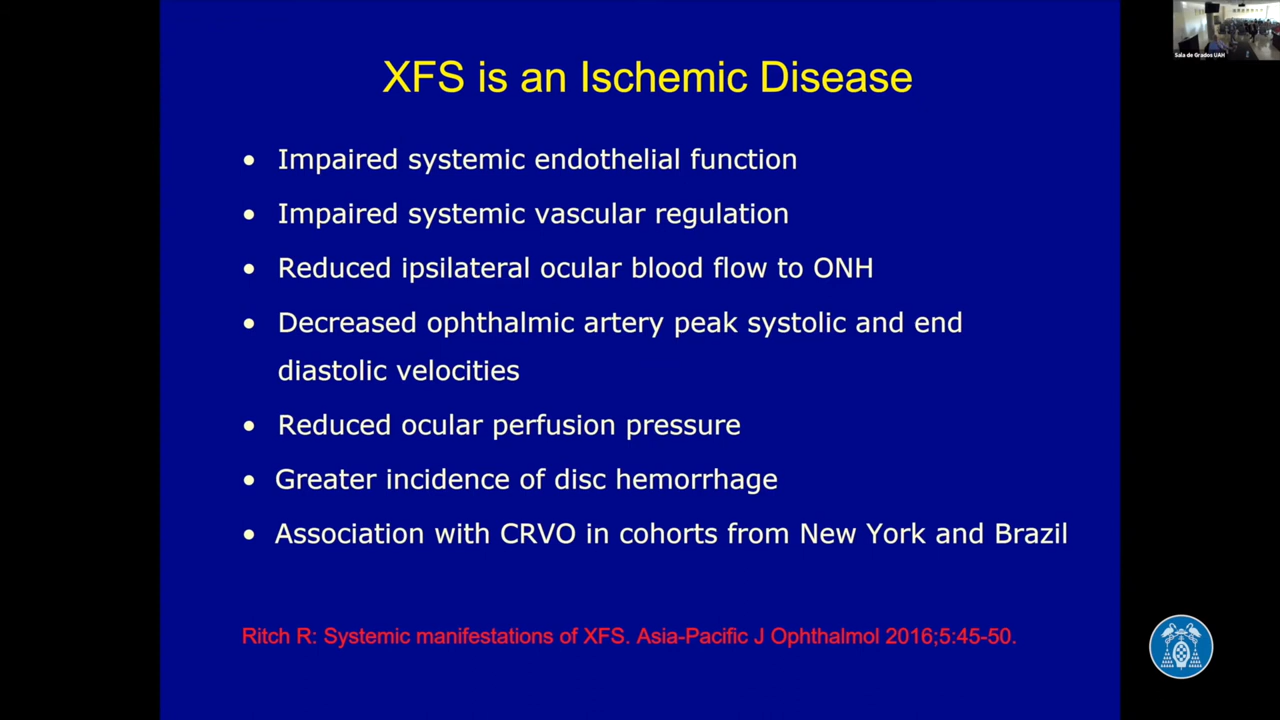 Sala de Grados UAH
XFS is an Ischemic Disease
• Impaired systemic endothelial function
• Impaired systemic vascular regulation
• Reduced ipsilateral ocular blood flow to ONH
• Decreased ophthalmic artery peak systolic and end
diastolic velocities
• Reduced ocular perfusion pressure
• Greater incidence of disc hemorrhage
• Association with CRVO in cohorts from New York and Brazil
Ritch R: Systemic manifestations of XFS. Asia-Pacific J Ophthalmol 2016;5:45-50.